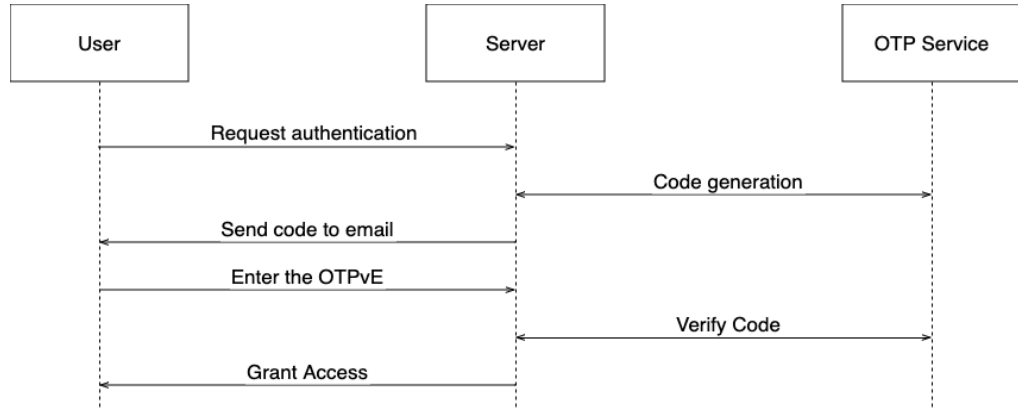 User
Server
OTP Service
Request authentication
Code generation
Send code to email
Enter the OTPvE
Verify Code
Grant Access